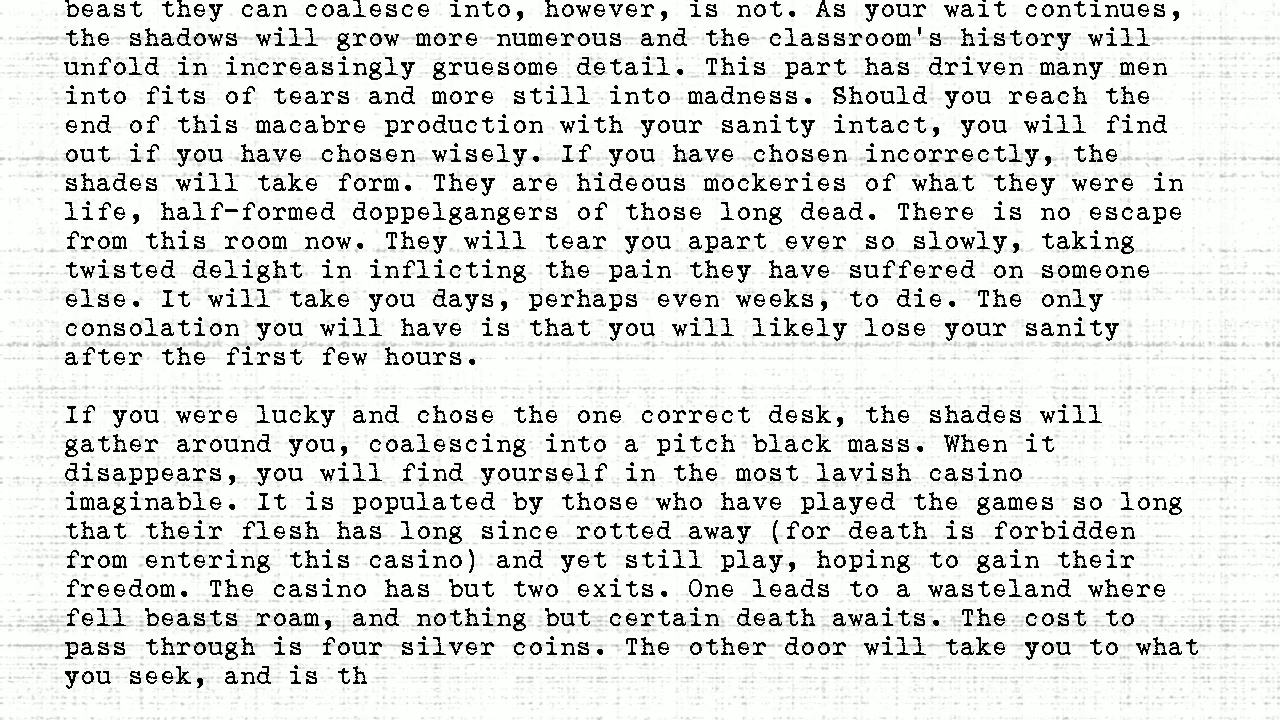 beast they can coalesce into, however, is not. As your wait continues,
the shadows will grow more numerous and the classroom's history will
unfold in increasingly gruesome detail. This part has driven many men
into fits of tears and more still into madness. Should you reach the
end of this macabre production with your sanity intact, you will find
out if you have chosen wisely. If you have chosen incorrectly, the
shades will take form. They are hideous mockeries of what they were in
life, half-formed doppelgangers of those long dead. There is no escape
from this room now. They will tear you apart ever so slowly, taking
twisted delight in inflicting the pain they have suffered on someone
else. It will take you days, perhaps even weeks, to die. The only
consolation you will have is that you will likely lose your sanity
after the first few hours.

If you were lucky and chose the one correct desk, the shades will
gather around you, coalescing into a pitch black mass. When it
disappears, you will find yourself in the most lavish casino
imaginable. It is populated by those who have played the games so long
that their flesh has long since rotted away (for death is forbidden
from entering this casino) and yet still play, hoping to gain their
freedom. The casino has but two exits. One leads to a wasteland where
fell beasts roam, and nothing but certain death awaits. The cost to
pass through is four silver coins. The other door will take you to what
you seek, and is th